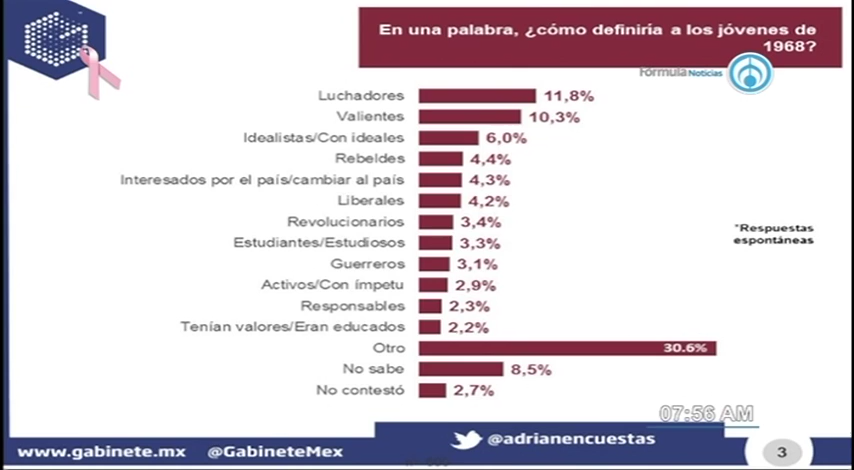 En una palabra, ¿cómo definiría a los jóvenes de
1968?
Fórmula Noticias
Luchadores 11,8%
Valientes 10,3%
Idealistas/Con ideales 6,0%
Rebeldes 4,4%
Interesados por el país/cambiar al país 4,3%
Liberales 4,2%
Revolucionarios 3,4%
Estudiantes/Estudiosos 3,3%
Guerreros 3,1%
Activos/Con ímpetu 2,9%
Responsables 2,3%
Tenían valores/Eran educados 2,2%
Otro 30.6%
No sabe 8,5%
No contestó 2,7%
*Respuestas
espontáneas
07:56 AM
www.gabinete.mx @GabineteMex
@adrianencuestas
3